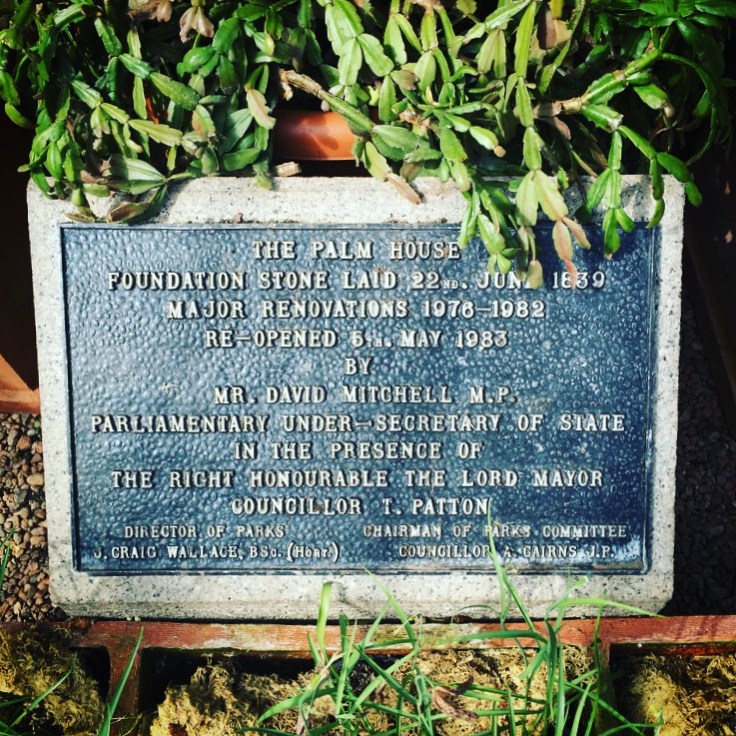 THE PALM HOUSE
FOUNDATION STONE LAID 22ND. JUNE 1839
MAJOR RENOVATIONS 1976-1982
RE-OPENED 5TH. MAY 1983
BY
MR. DAVID MITCHELL M.P.
PARLIAMENTARY UNDER-SECRETARY OF STATE
IN THE PRESENCE OF
THE RIGHT HONOURABLE THE LORD MAYOR
COUNCILLOR T. PATTON
DIRECTOR OF PARKS CHAIRMAN OF PARKS COMMITTEE
J. CRAIG WALLACE, BSC. (HORT.) COUNCILLOR A. CAIRNS J.P.